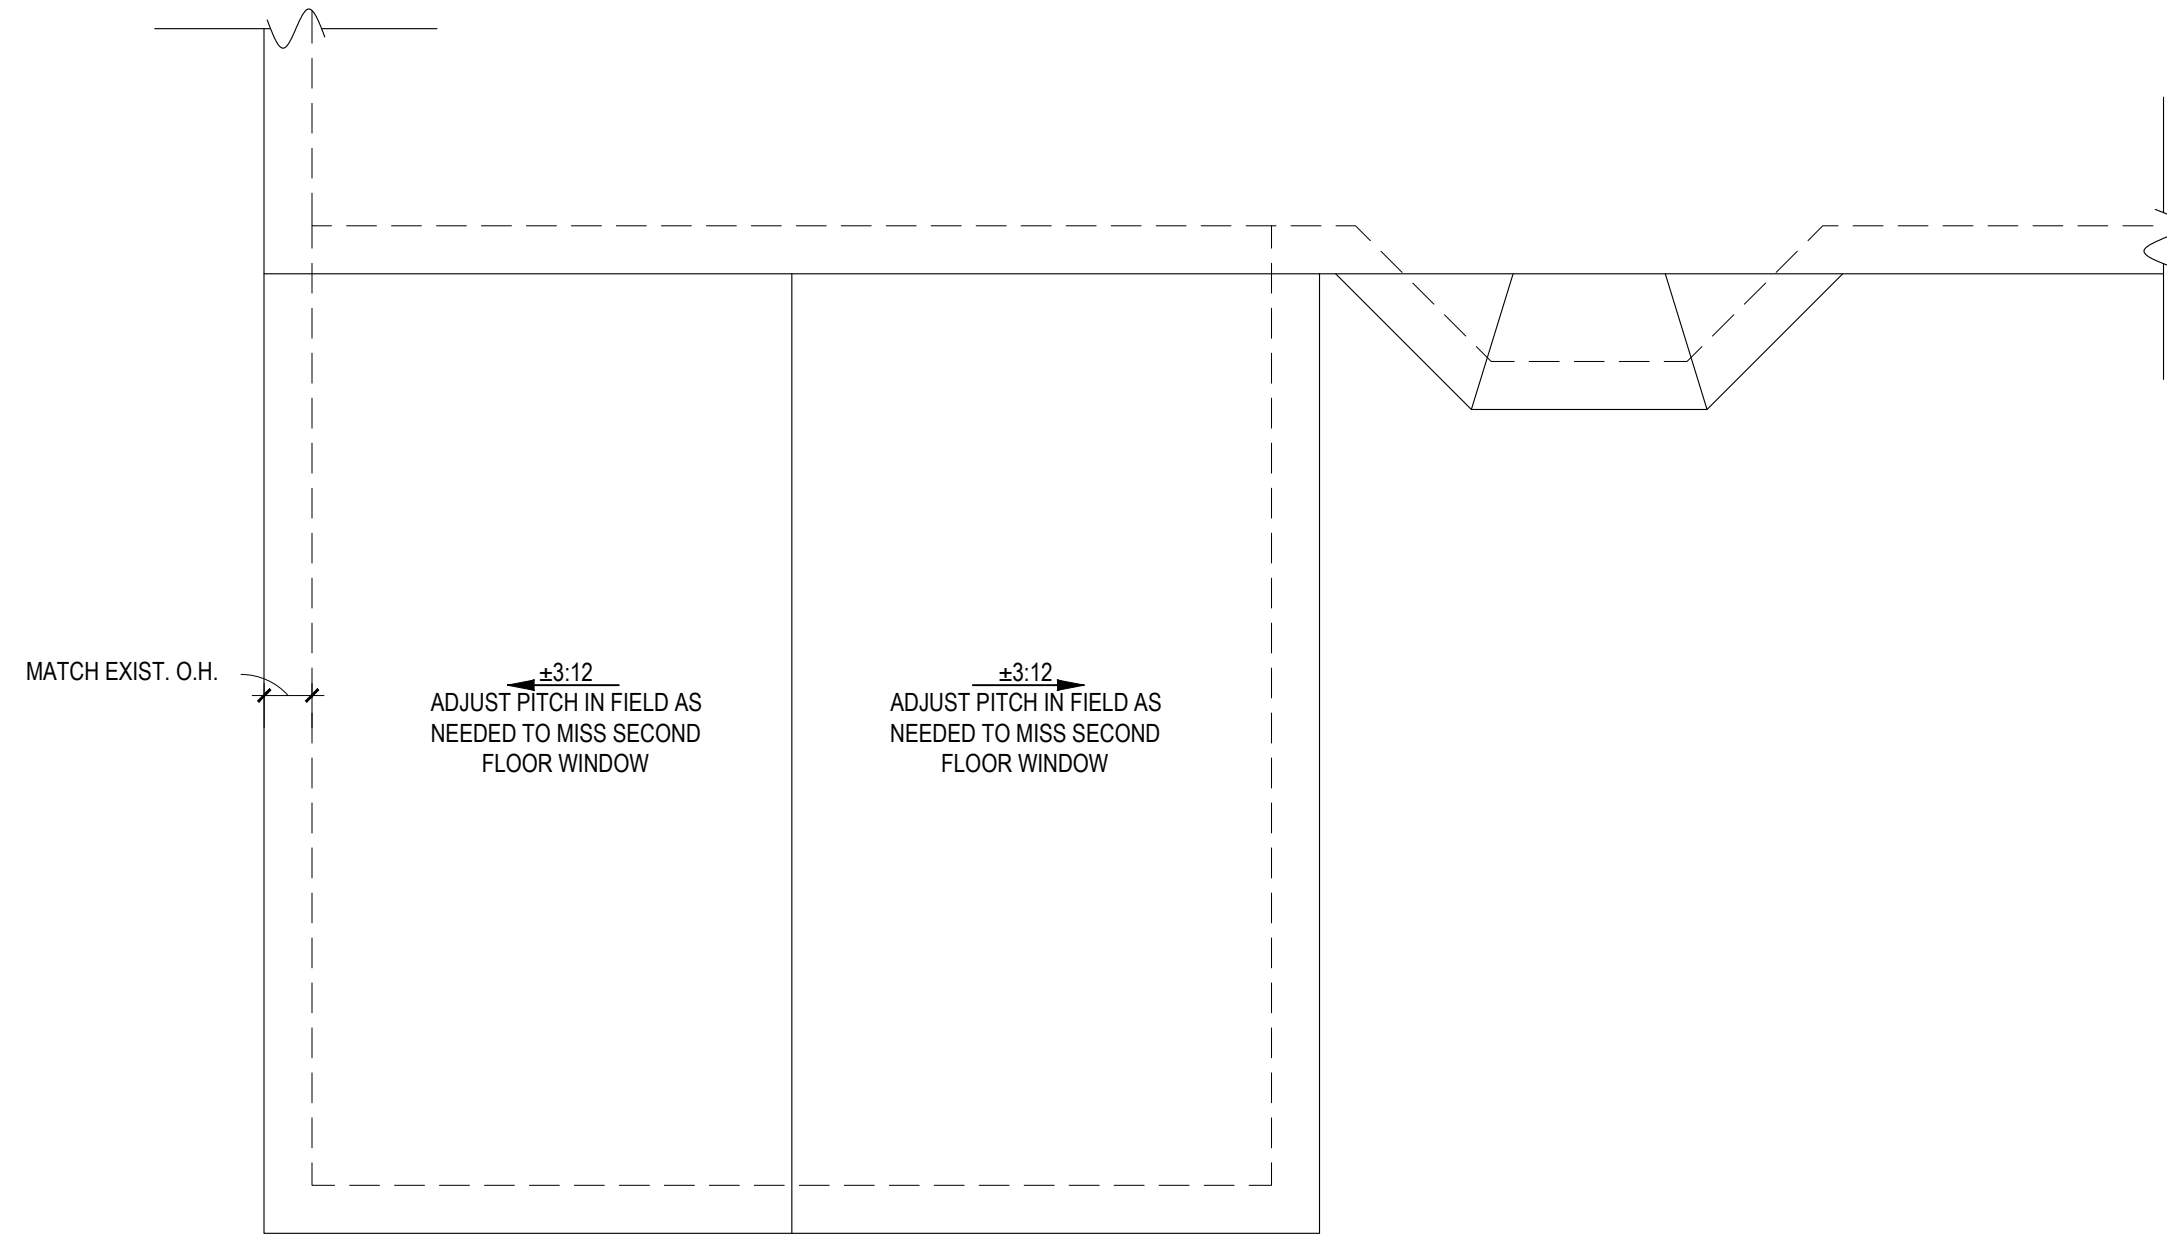 MATCH EXIST. O.H.
±3:12
ADJUST PITCH IN FIELD AS
NEEDED TO MISS SECOND
FLOOR WINDOW
±3:12
ADJUST PITCH IN FIELD AS
NEEDED TO MISS SECOND
FLOOR WINDOW